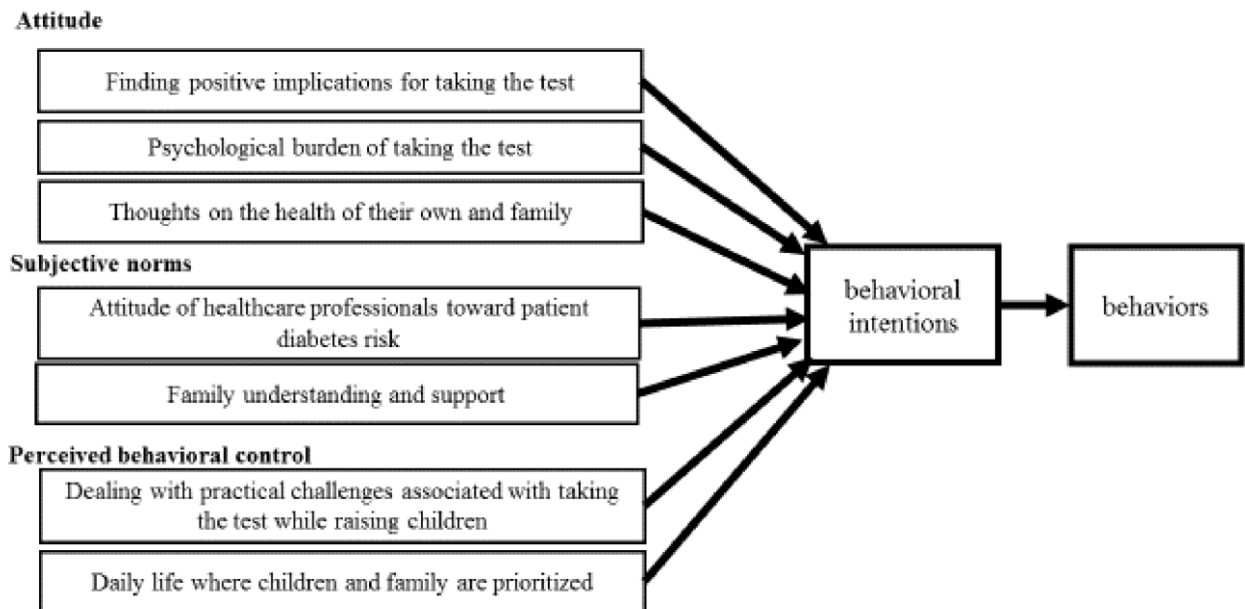 Attitude
Finding positive implications for taking the test
Psychological burden of taking the test
Thoughts on the health of their own and family
Subjective norms
Attitude of healthcare professionals toward patient
diabetes risk
Family understanding and support
Perceived behavioral control
Dealing with practical challenges associated with taking
the test while raising children
Daily life where children and family are prioritized
behavioral
intentions
behaviors